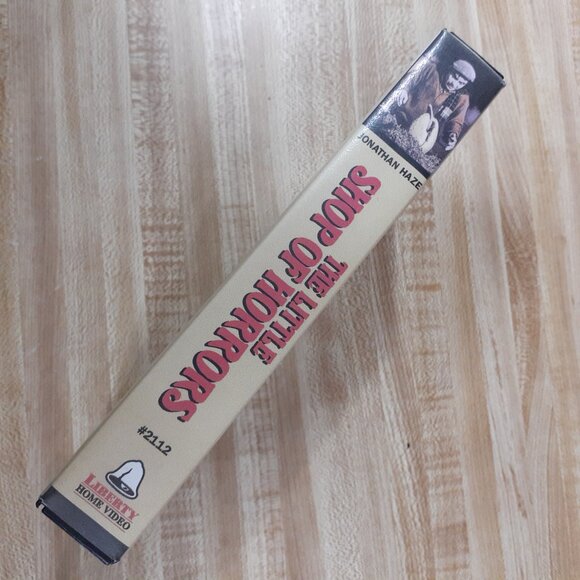 JONATHAN HAZE
THE LITTLE
SHOP OF HORRORS
#2112
LIBERTY
HOME VIDEO